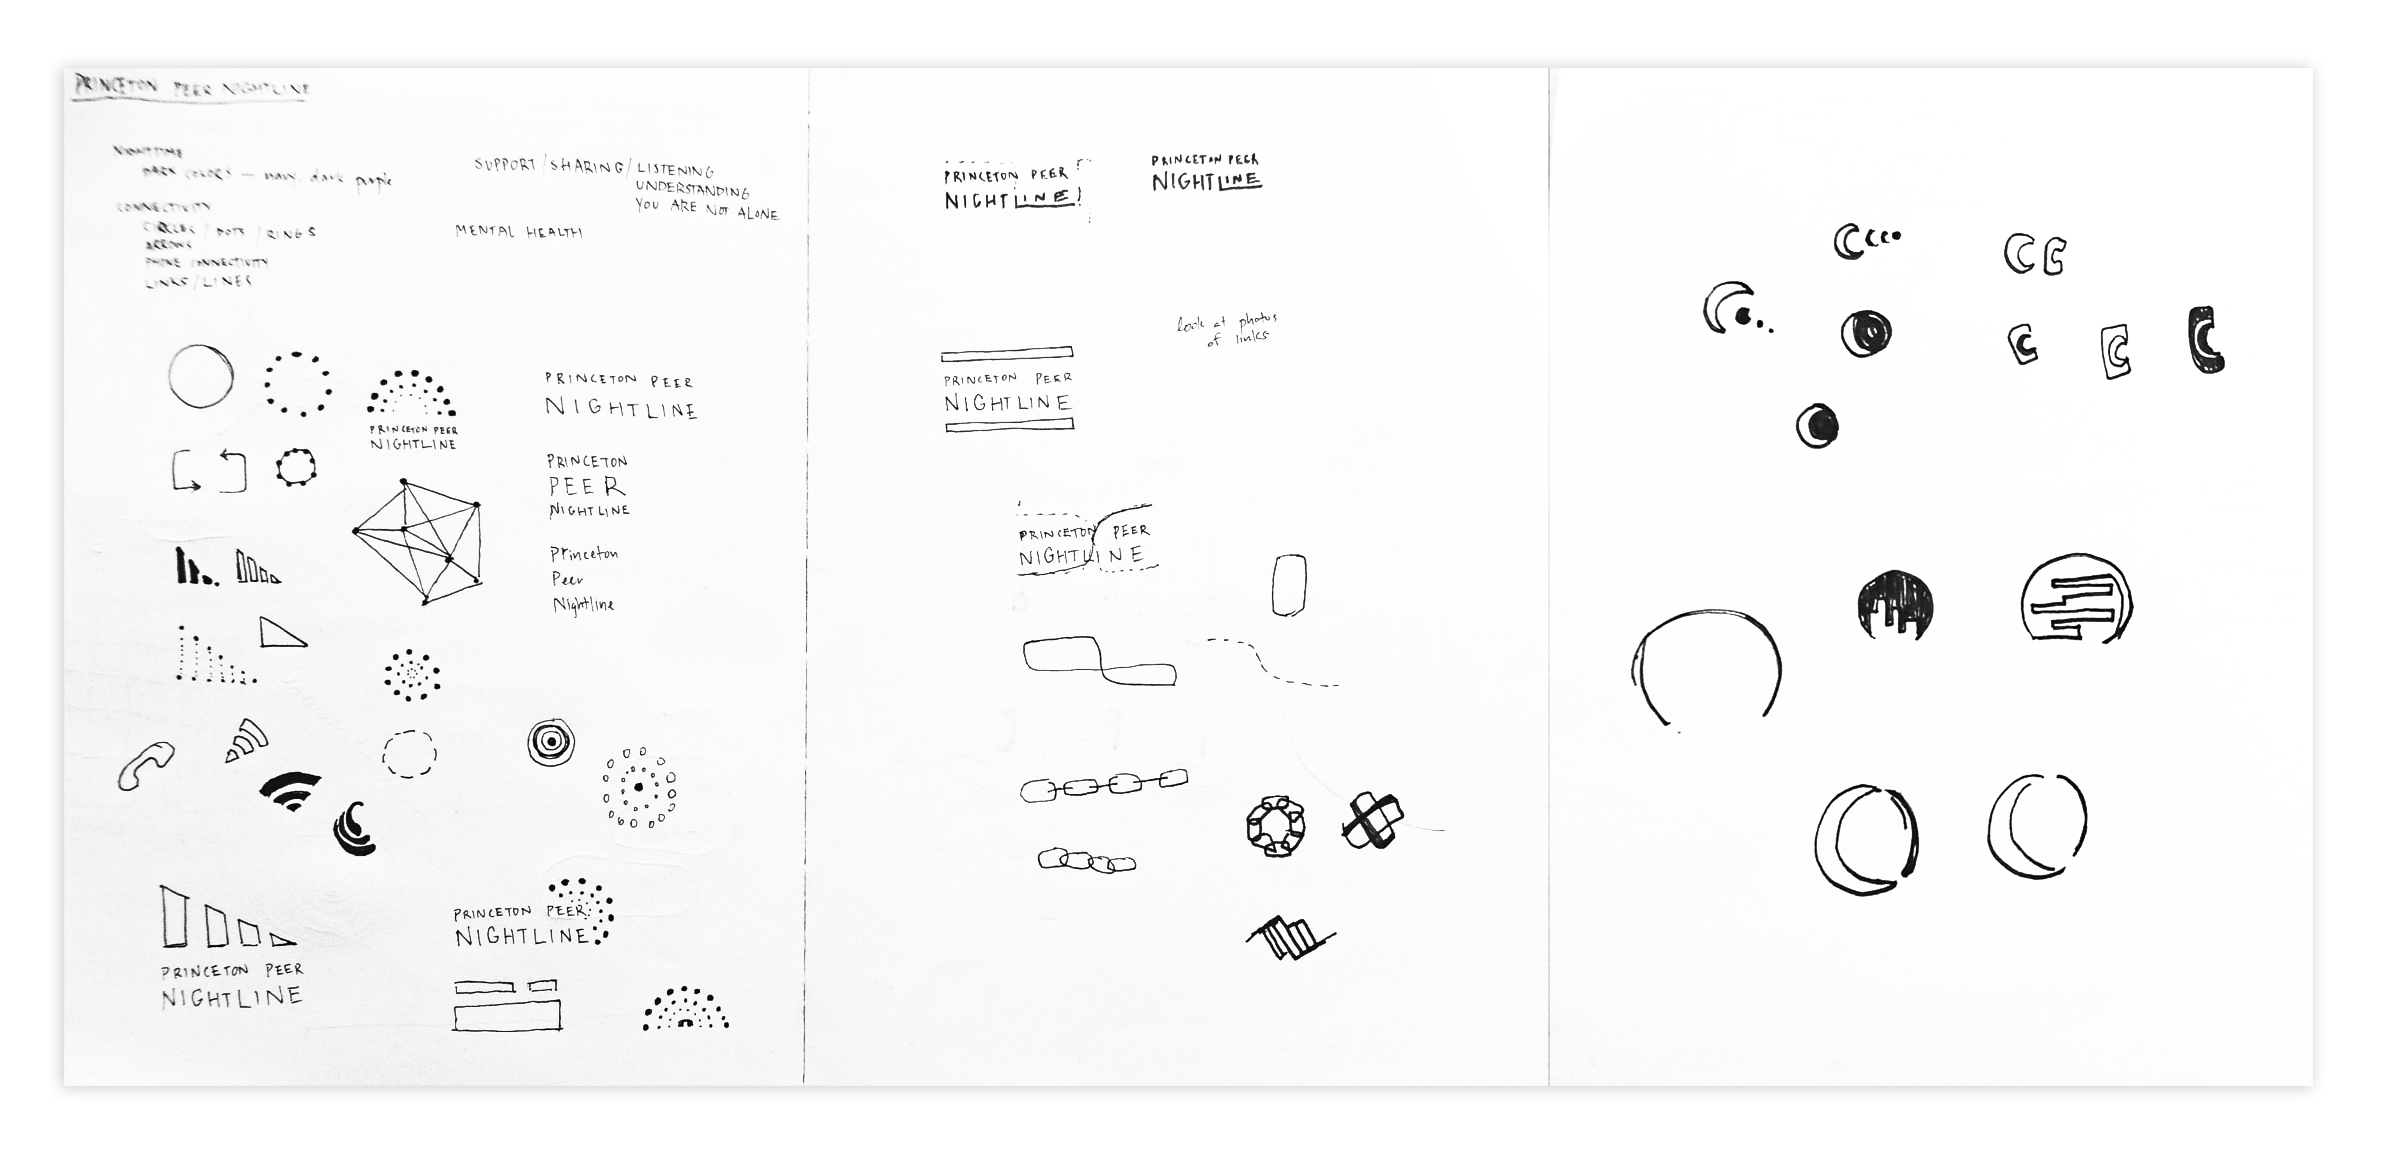 PRINCETON PEER NIGHTLINE
NIGHTTIME
DARK COLORS — navy, dark purple
CONNECTIVITY
CIRCLES / DOTS / RINGS
ARROWS
PHONE CONNECTIVITY
LINKS/LINES
SUPPORT/SHARING/LISTENING
UNDERSTANDING
YOU ARE NOT ALONE
MENTAL HEALTH
PRINCETON PEER
NIGHTLINE
PRINCETON PEER
NIGHTLINE
PRINCETON
PEER
NIGHTLINE
Princeton
Peer
Nightline
PRINCETON PEER
NIGHTLINE
PRINCETON PEER
NIGHTLINE
PRINCETON PEER
NIGHTLINE
PRINCETON PEER
NIGHTLINE
look at photos
of links
PRINCETON PEER
NIGHTLINE
PRINCETON PEER
NIGHTLINE